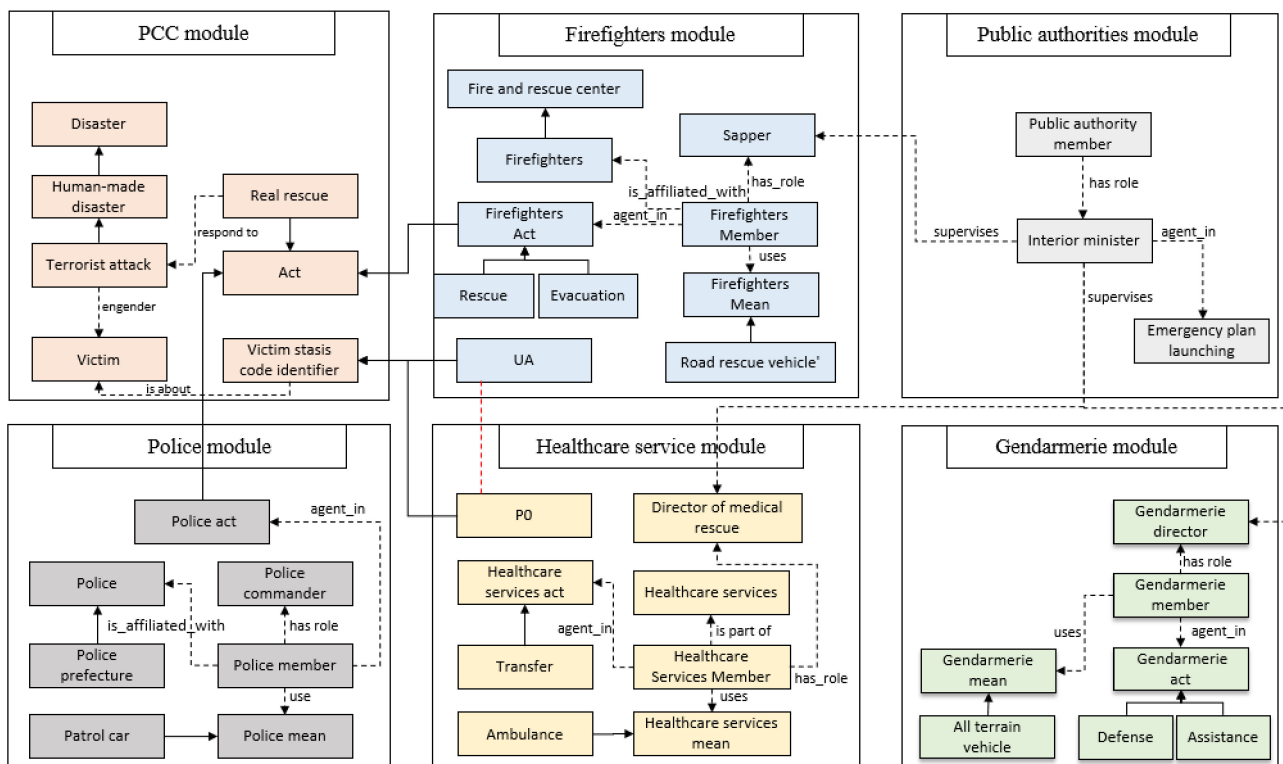 PCC module
Disaster
Human-made
disaster
Real rescue
respond to
Terrorist attack
Act
engender
Victim
Victim stasis
code identifier
is about
Firefighters module
Fire and rescue center
Firefighters
Sapper
is_affiliated_with
has_role
Firefighters
Act
agent_in
Firefighters
Member
uses
Rescue
Evacuation
Firefighters
Mean
UA
Road rescue vehicle'
Public authorities module
Public authority
member
has role
supervises
Interior minister
agent_in
supervises
Emergency plan
launching
Police module
Police act
agent_in
Police
Police
commander
is_affiliated_with
has role
Police
prefecture
Police member
use
Patrol car
Police mean
Healthcare service module
P0
Director of medical
rescue
Healthcare
services act
Healthcare services
agent_in
is part of
Transfer
Healthcare
Services Member
has_role
uses
Ambulance
Healthcare services
mean
Gendarmerie module
Gendarmerie
director
has role
Gendarmerie
member
uses
agent_in
Gendarmerie
mean
Gendarmerie
act
All terrain
vehicle
Defense
Assistance